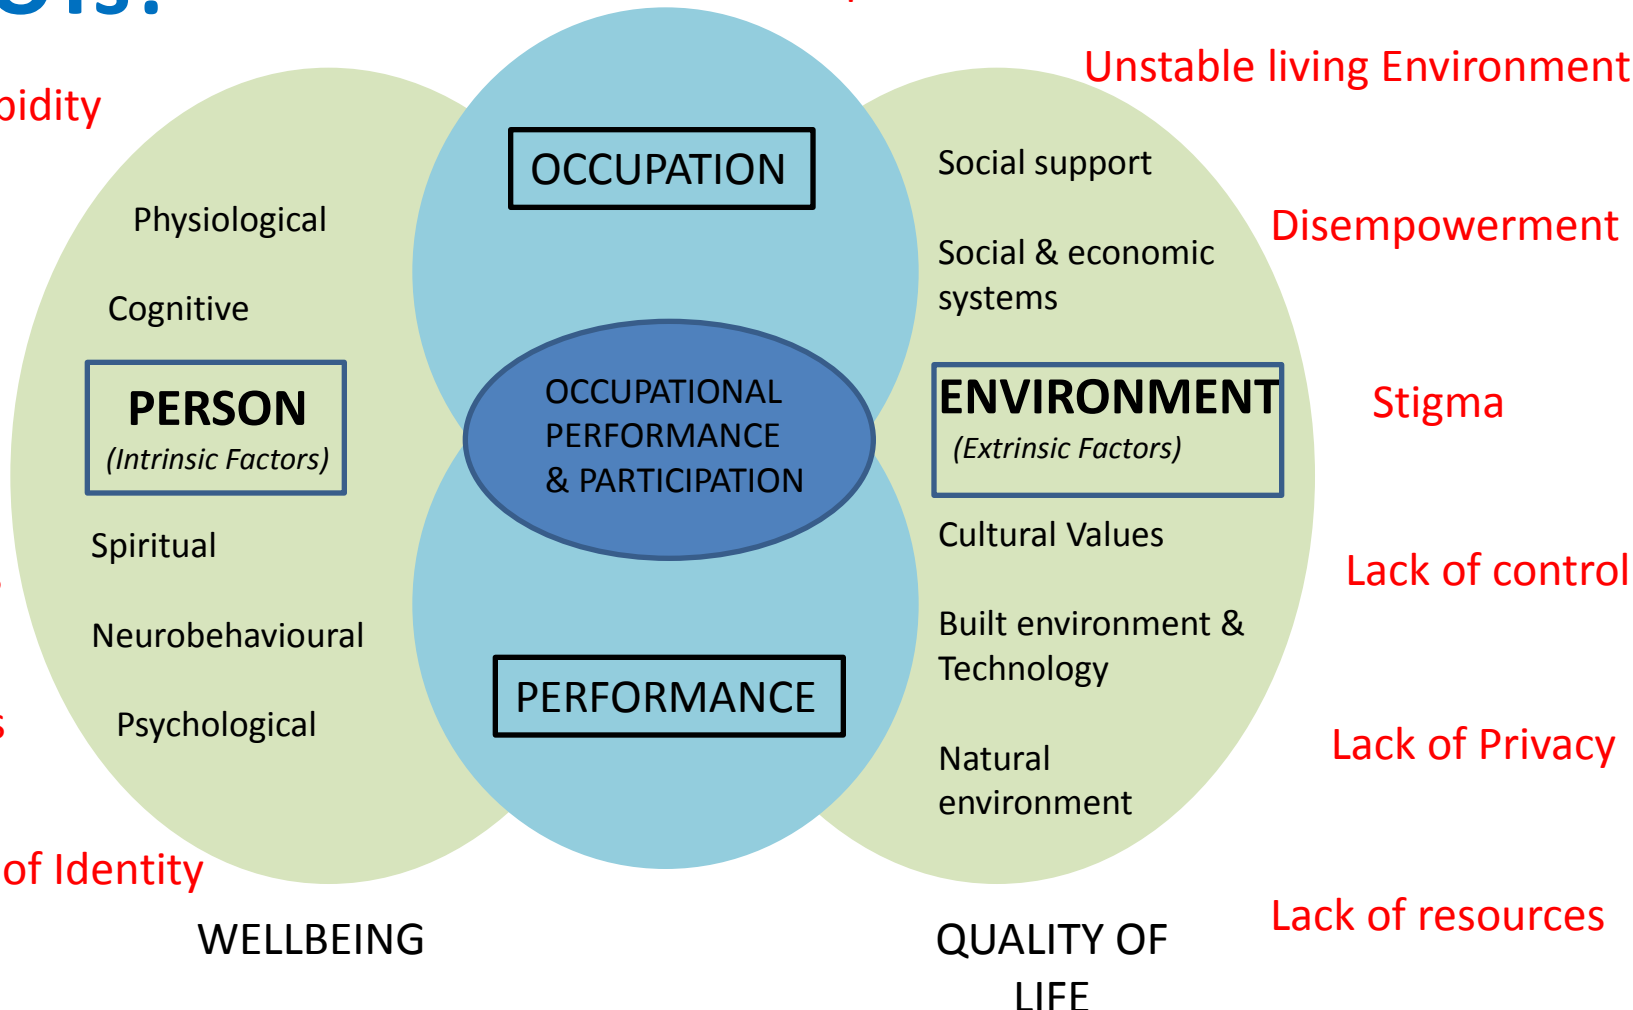 OTs:
Unstable living Environment
bidity
OCCUPATION
Social support
Physiological
Disempowerment
Social & economic
systems
Cognitive
OCCUPATIONAL
PERFORMANCE
& PARTICIPATION
PERSON
(Intrinsic Factors)
ENVIRONMENT
(Extrinsic Factors)
Stigma
Spiritual
Cultural Values
Lack of control
Neurobehavioural
Built environment &
Technology
PERFORMANCE
Psychological
s
Lack of Privacy
Natural
environment
of Identity
Lack of resources
WELLBEING
QUALITY OF
LIFE